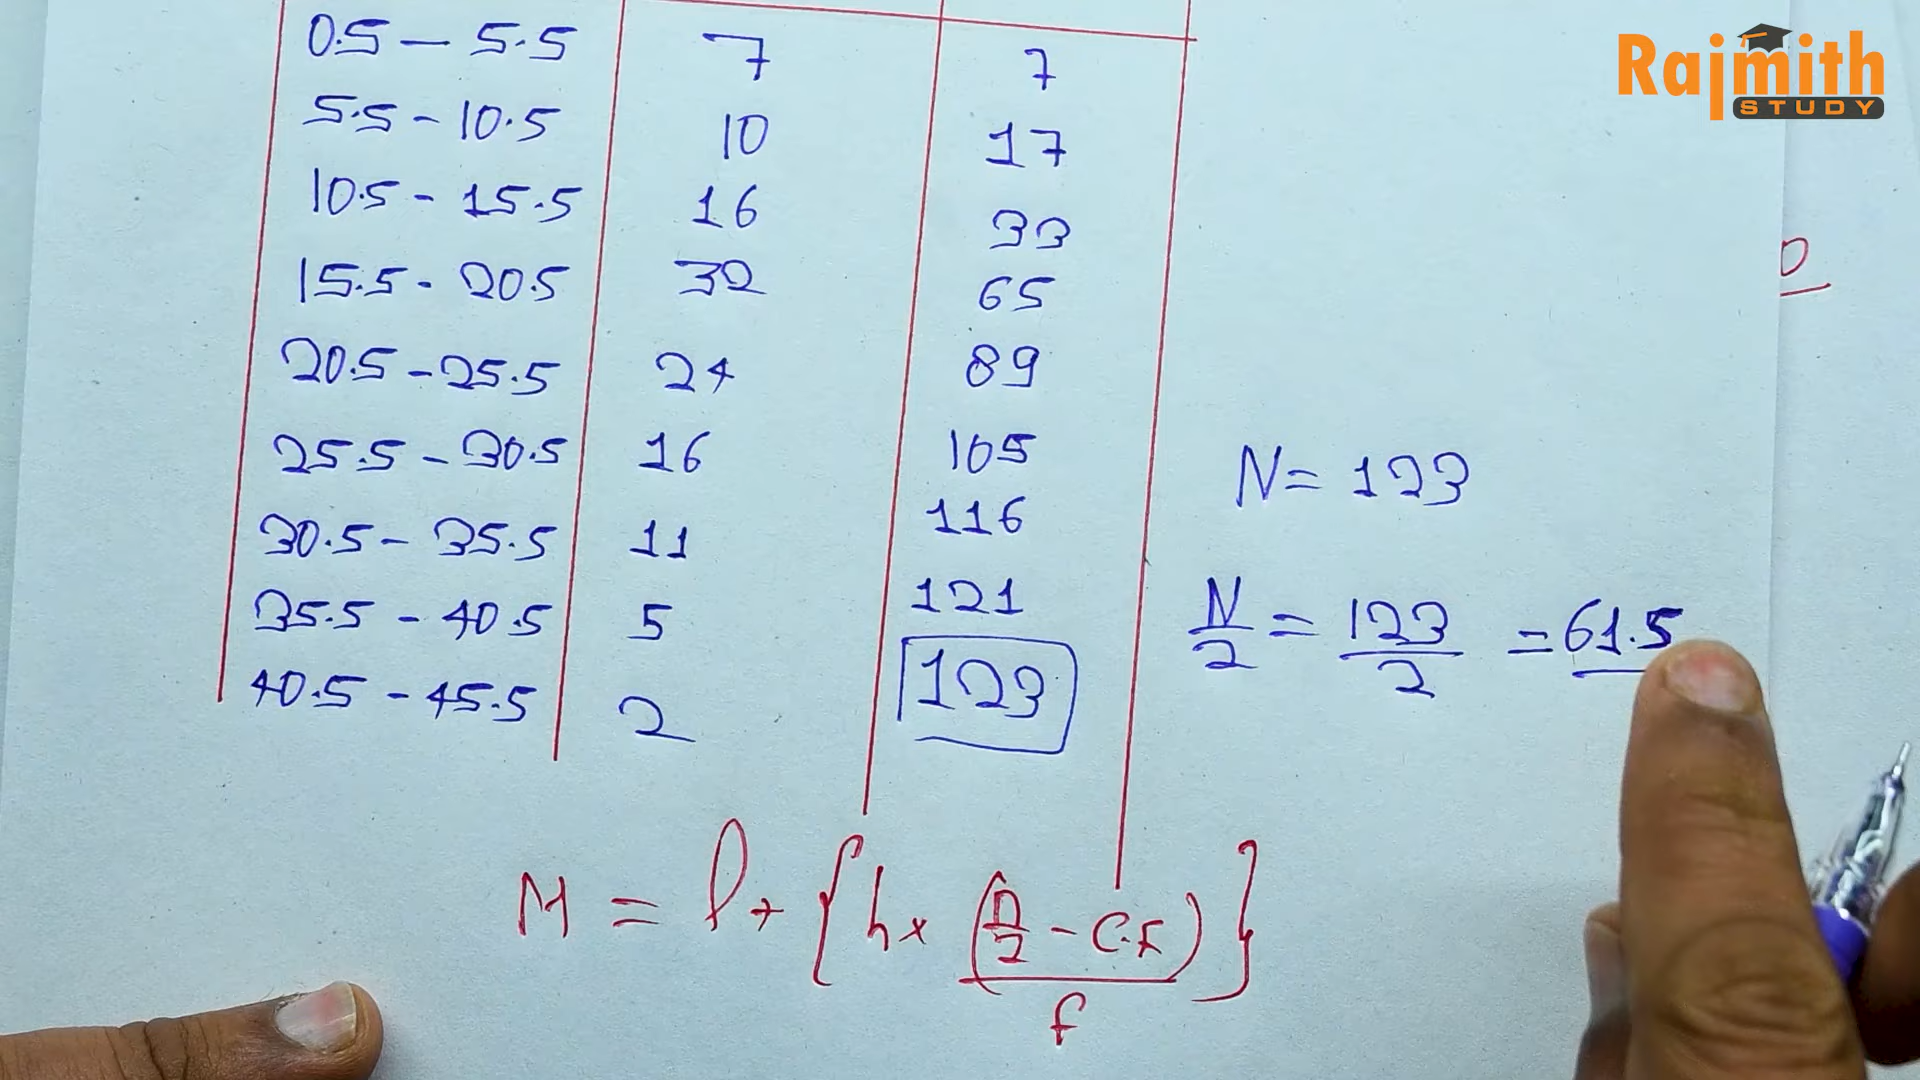 Rajmith
STUDY
0.5 - 5.5 7 7
5.5 - 10.5 10 17
10.5 - 15.5 16 33
15.5 - 20.5 32 65
20.5 - 25.5 24 89
25.5 - 30.5 16 105
30.5 - 35.5 11 116
35.5 - 40.5 5 121
40.5 - 45.5 2 123
N = 123
N/2 = 123/2 = 61.5
M = l + {h × (n/2 - C.F)/f}